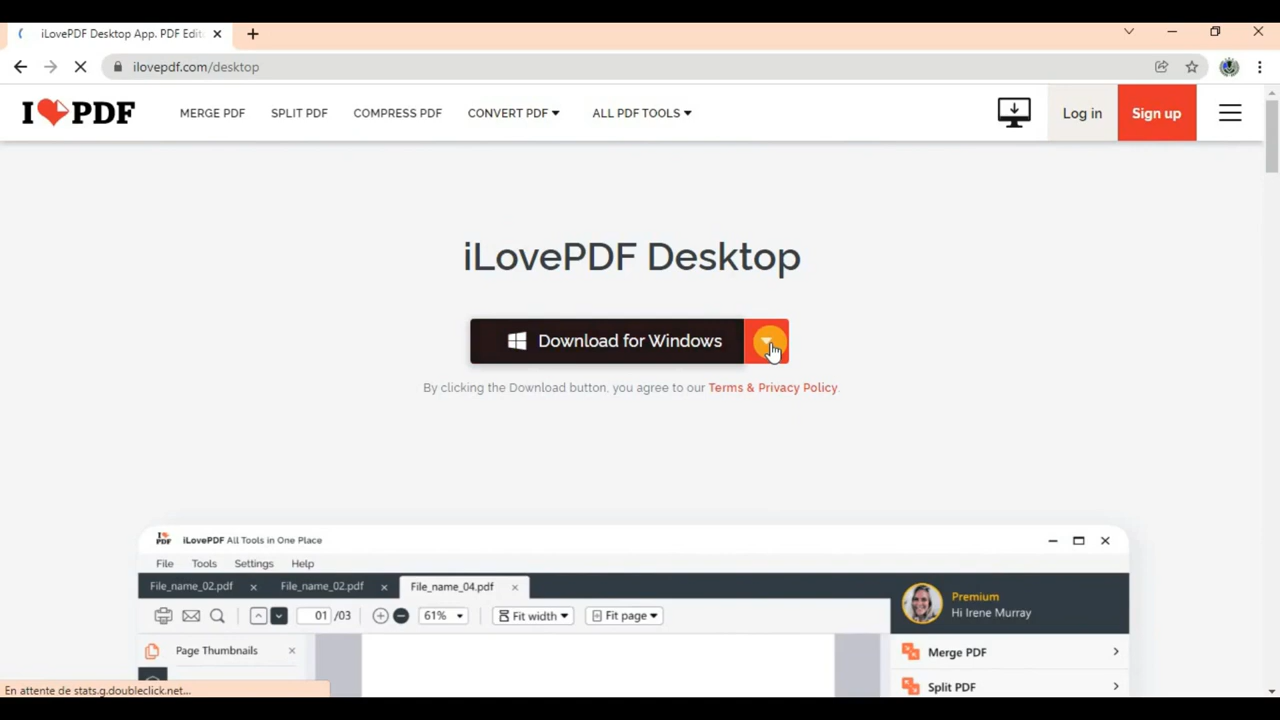 iLovePDF Desktop App. PDF Edit
ilovepdf.com/desktop
I PDF
MERGE PDF
SPLIT PDF
COMPRESS PDF
CONVERT PDF
ALL PDF TOOLS
Log in
Sign up
iLovePDF Desktop
Download for Windows
By clicking the Download button, you agree to our Terms & Privacy Policy.
I PDF
iLovePDF All Tools in One Place
File Tools Settings Help
File_name_02.pdf
File_name_02.pdf
File_name_04.pdf
Premium
Hi Irene Murray
01 /03
61%
Fit width
Fit page
Page Thumbnails
Merge PDF
Split PDF
En attente de stats.g.doubleclick.net...